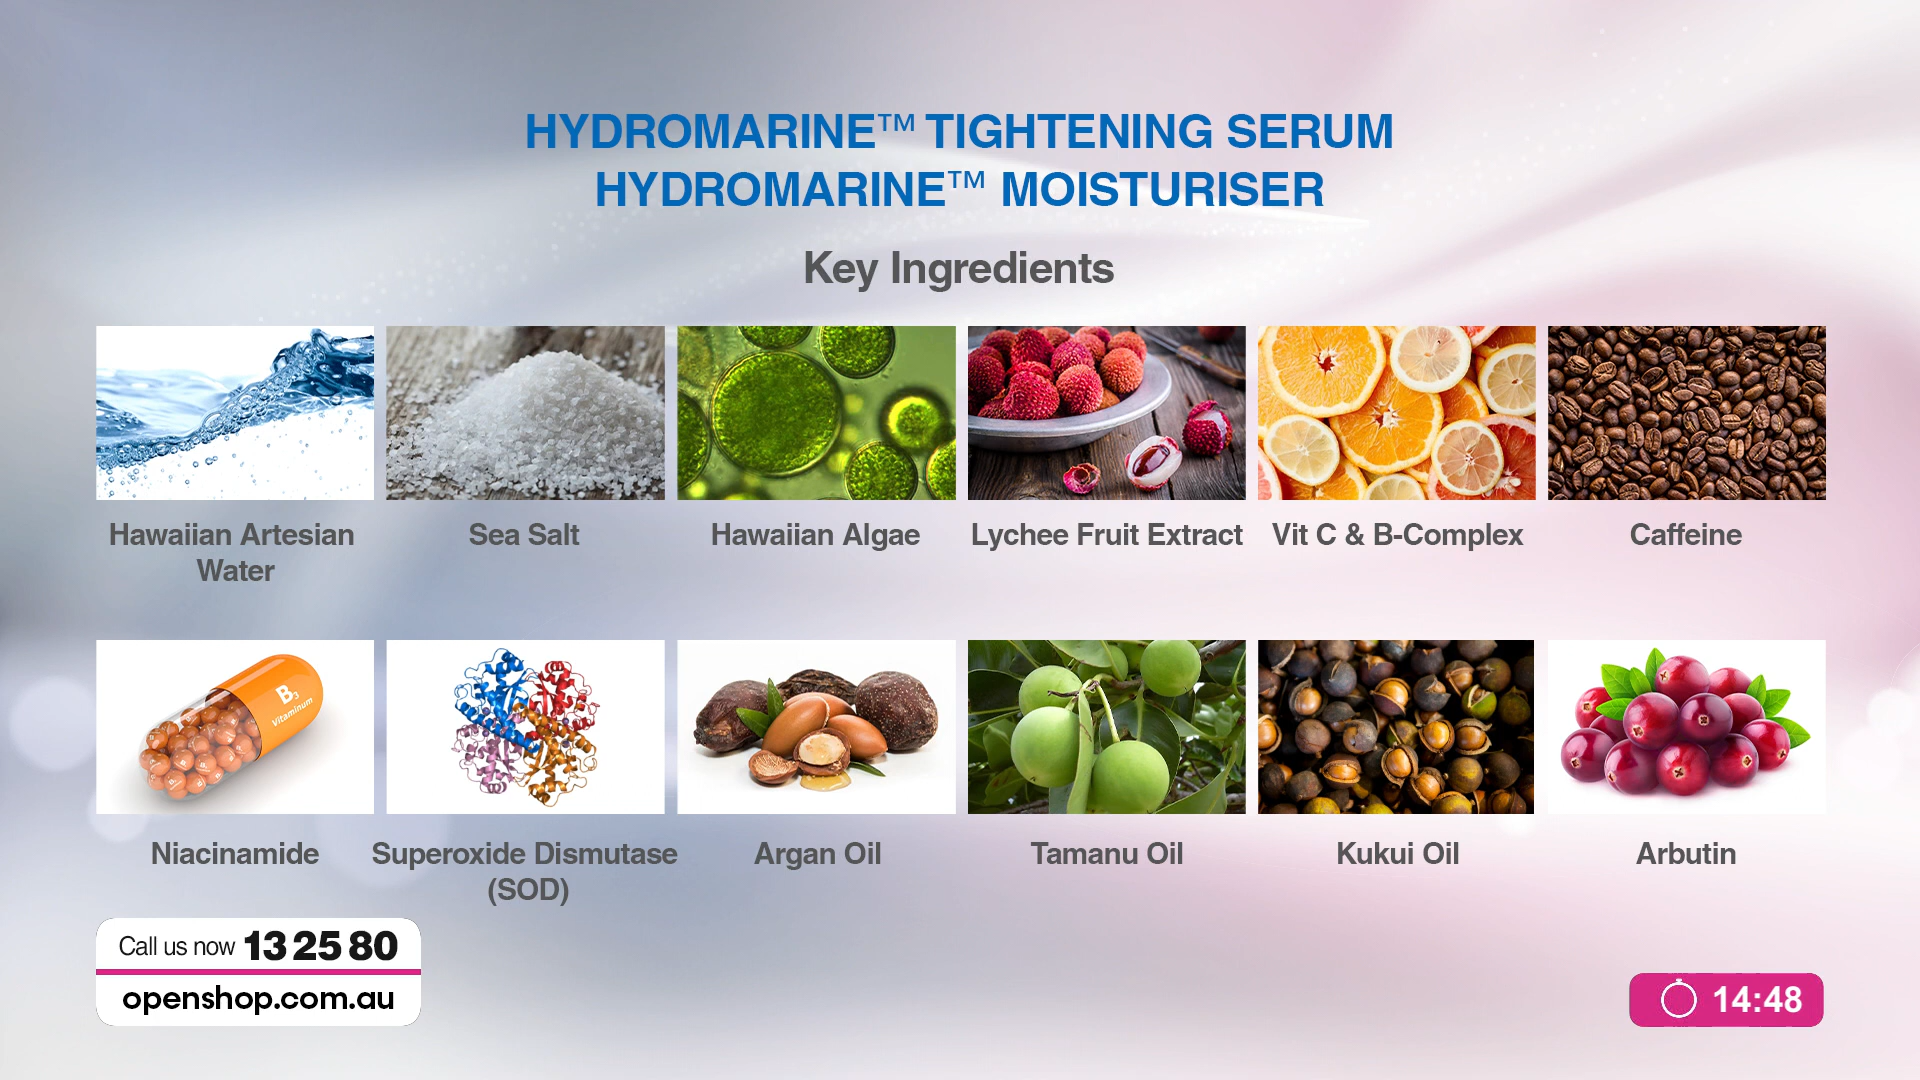 HYDROMARINE™ TIGHTENING SERUM
HYDROMARINE™ MOISTURISER
Key Ingredients
Hawaiian Artesian
Water
Sea Salt
Hawaiian Algae
Lychee Fruit Extract
Vit C & B-Complex
Caffeine
B3
Vitaminum
Niacinamide
Superoxide Dismutase
(SOD)
Argan Oil
Tamanu Oil
Kukui Oil
Arbutin
Call us now 13 25 80
openshop.com.au
14:48